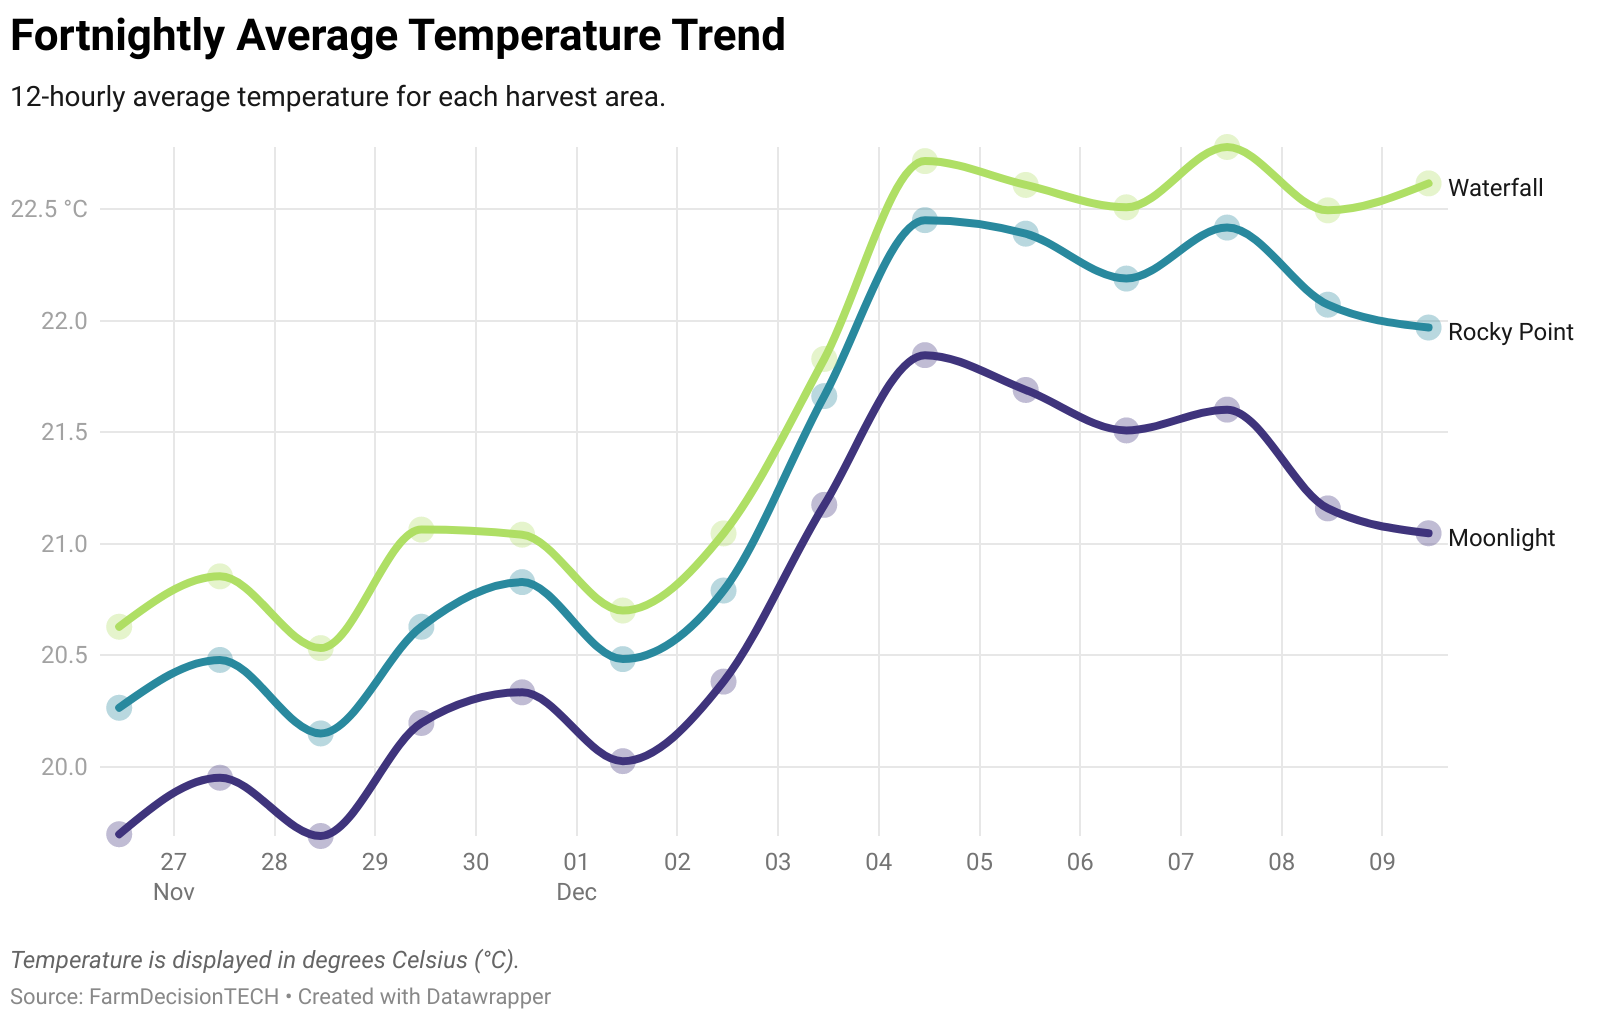 Fortnightly Average Temperature Trend
12-hourly average temperature for each harvest area.
22.5 °C
22.0
21.5
21.0
20.5
20.0
Waterfall
Rocky Point
Moonlight
27 28 29 30 01 02 03 04 05 06 07 08 09
Nov Dec
Temperature is displayed in degrees Celsius (°C).
Source: FarmDecisionTECH • Created with Datawrapper